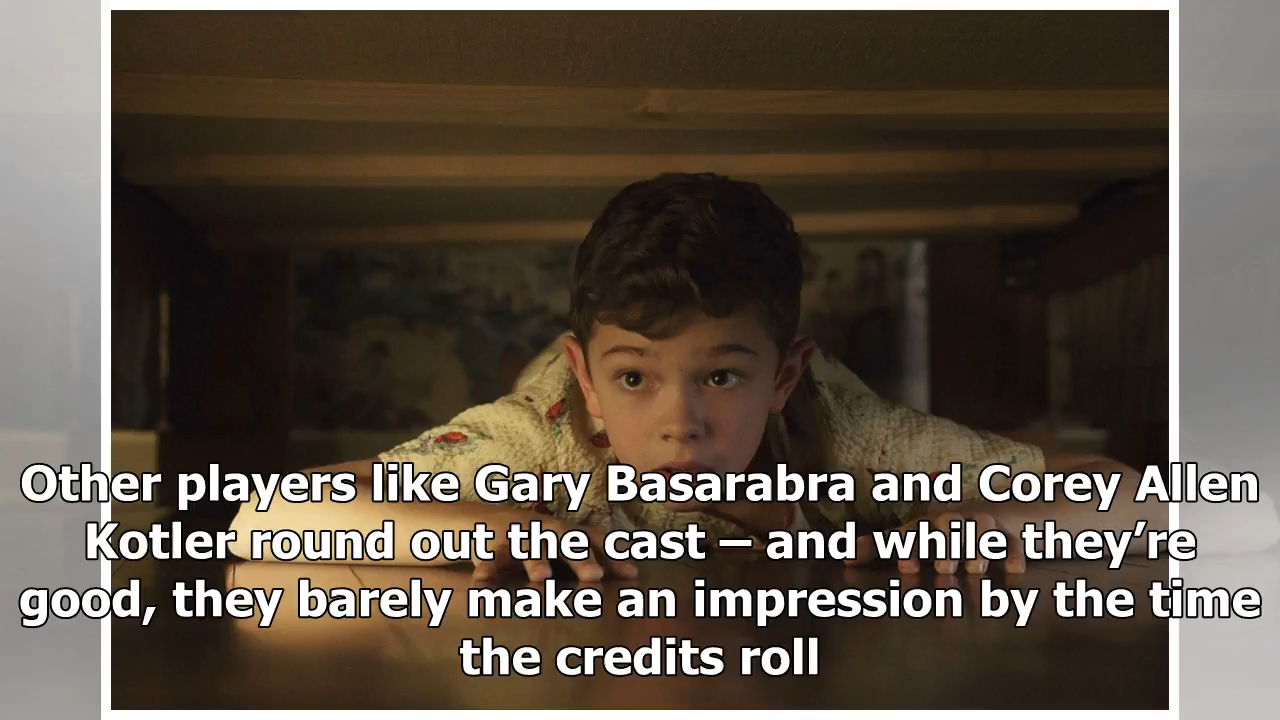 Other players like Gary Basarabra and Corey Allen
Kotler round out the cast – and while they’re
good, they barely make an impression by the time
the credits roll